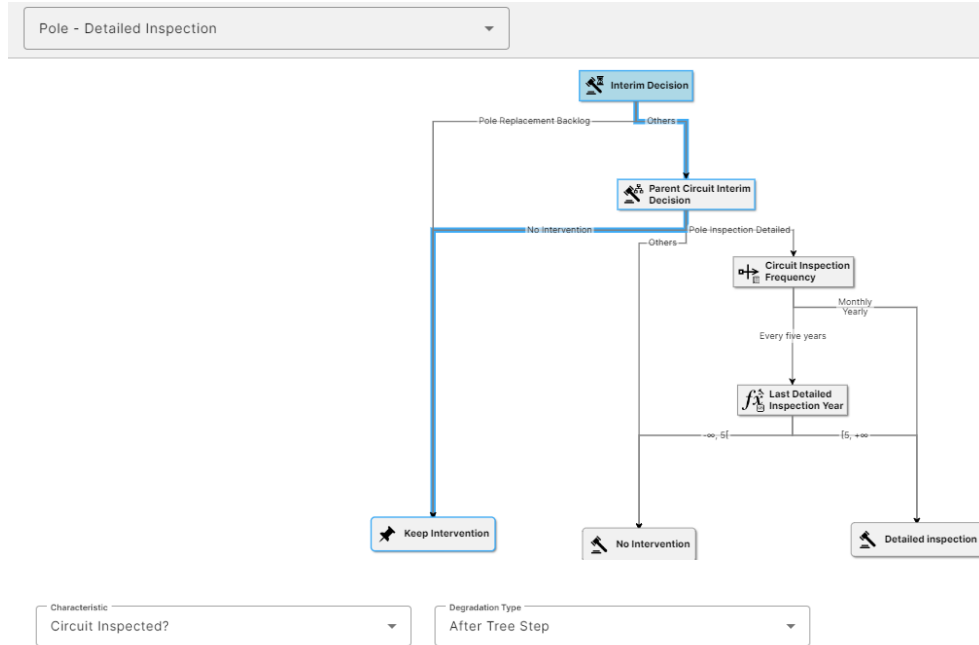 Pole - Detailed Inspection
Interim Decision
Pole Replacement Backlog
Others
Parent Circuit Interim
Decision
No Intervention
Pole Inspection Detailed
Others
Circuit Inspection
Frequency
Monthly
Yearly
Every five years
Last Detailed
Inspection Year
-∞, 5[
[5, +∞
Keep Intervention
No Intervention
Detailed inspection
Characteristic
Circuit Inspected?
Degradation Type
After Tree Step